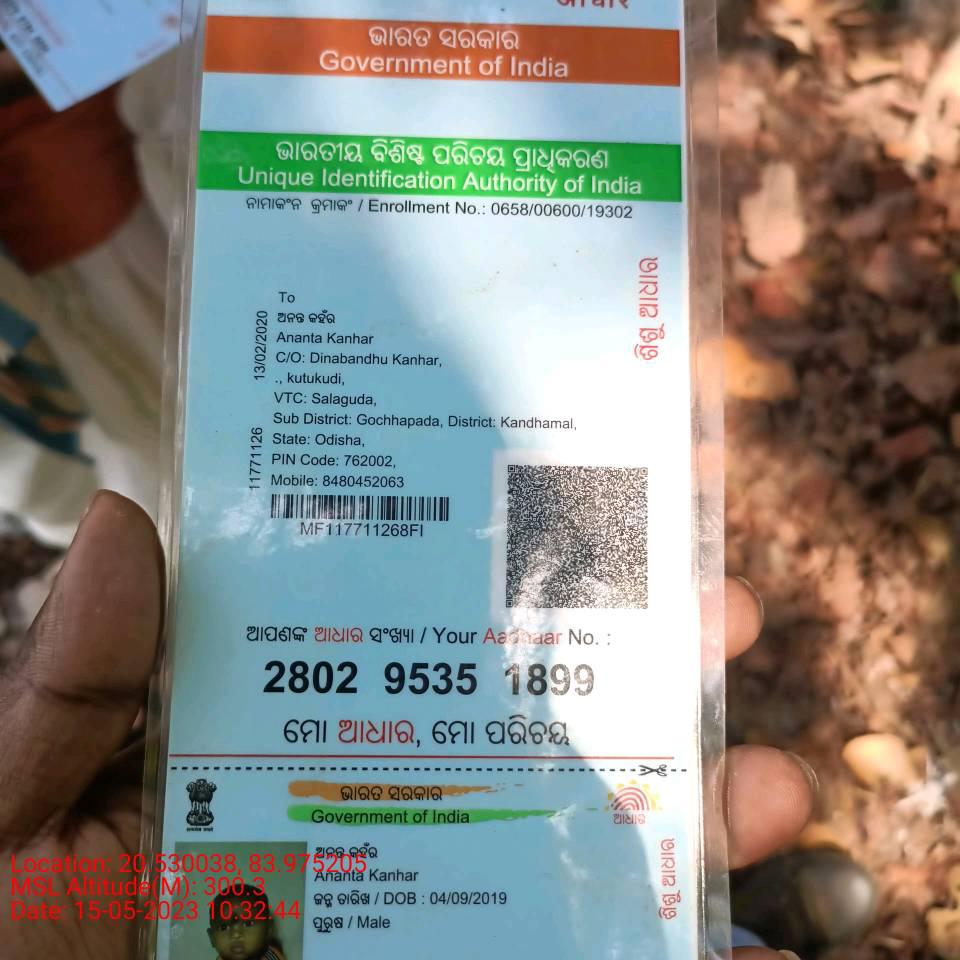 ଭାରତ ସରକାର
Government of India
ଭାରତୀୟ ବିଶିଷ୍ଟ ପରିଚୟ ପ୍ରାଧିକରଣ
Unique Identification Authority of India
ନାମାକଂନ କ୍ରମାକଂ / Enrollment No.: 0658/00600/19302
ଶିଶୁ ଆଧାର
13/02/2020
11771126
To
ଅନନ୍ତ କହଁର
Ananta Kanhar
C/O: Dinabandhu Kanhar,
., kutukudi,
VTC: Salaguda,
Sub District: Gochhapada, District: Kandhamal,
State: Odisha,
PIN Code: 762002,
Mobile: 8480452063
MF117711268FI
ଆପଣଙ୍କ ଆଧାର ସଂଖ୍ୟା / Your Aadhaar No. :
2802 9535 1899
ମୋ ଆଧାର, ମୋ ପରିଚୟ
ଭାରତ ସରକାର
Government of India
ଆଧାର
ଅନନ୍ତ କହଁର
Ananta Kanhar
ଜନ୍ମ ତାରିଖ / DOB : 04/09/2019
ପୁରୁଷ / Male
ଶିଶୁ ଆଧାର
Location: 20.530038, 83.975205
MSL Altitude(M): 300.3
Date: 15-05-2023 10:32:44